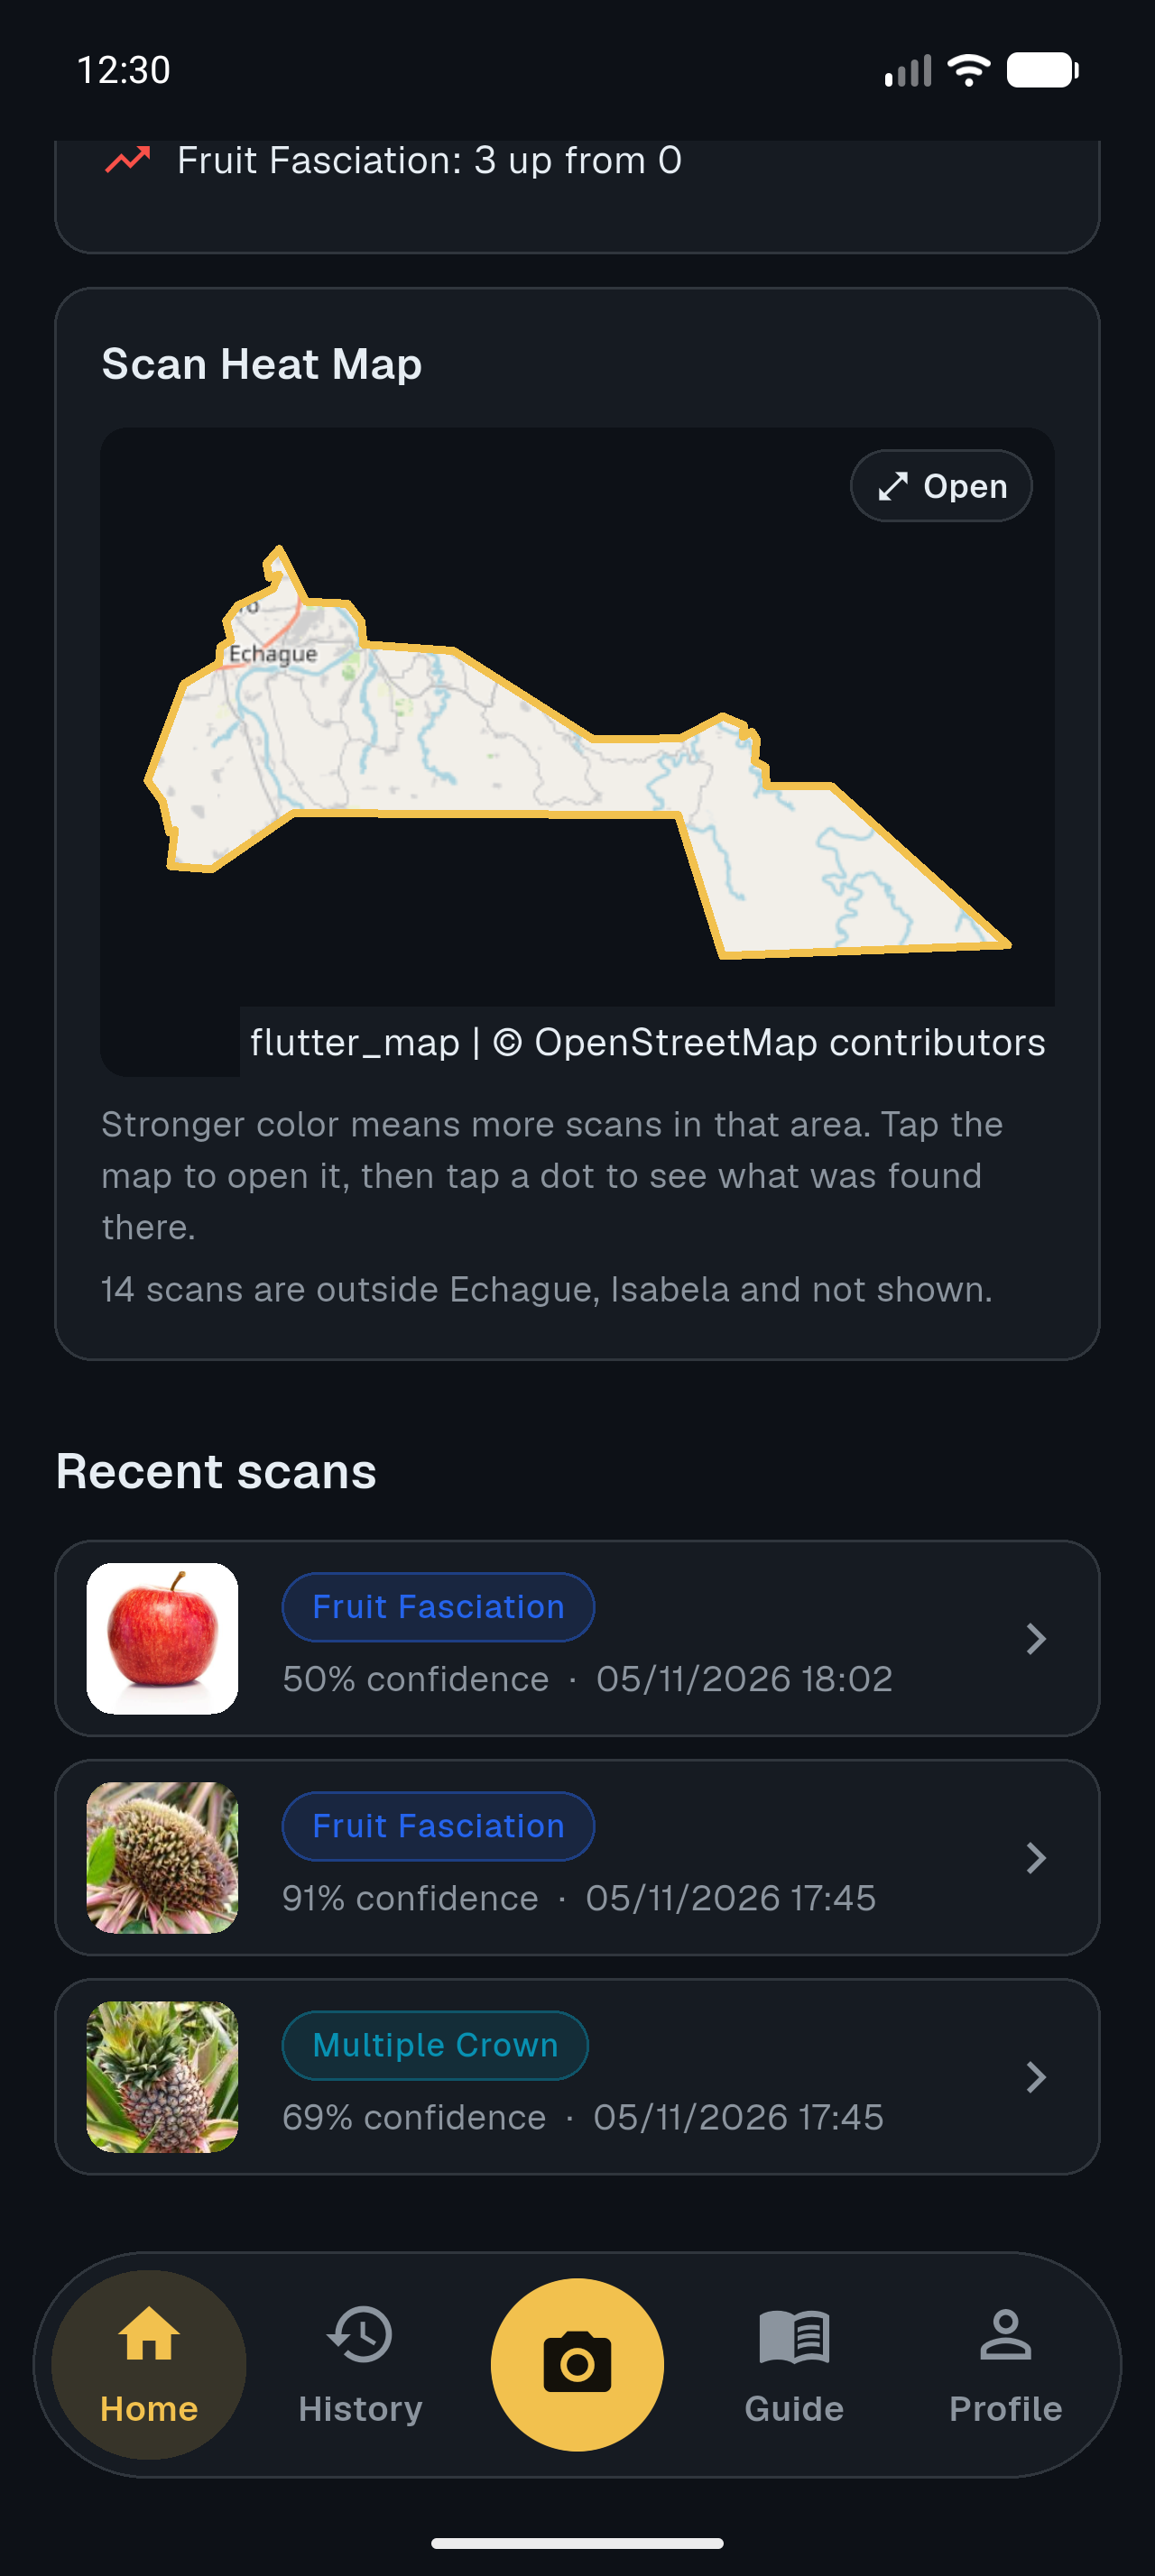 12:30
Fruit Fasciation: 3 up from 0
Scan Heat Map
Open
Echague
flutter_map | © OpenStreetMap contributors
Stronger color means more scans in that area. Tap the
map to open it, then tap a dot to see what was found
there.
14 scans are outside Echague, Isabela and not shown.
Recent scans
Fruit Fasciation
50% confidence · 05/11/2026 18:02
Fruit Fasciation
91% confidence · 05/11/2026 17:45
Multiple Crown
69% confidence · 05/11/2026 17:45
Home
History
Guide
Profile